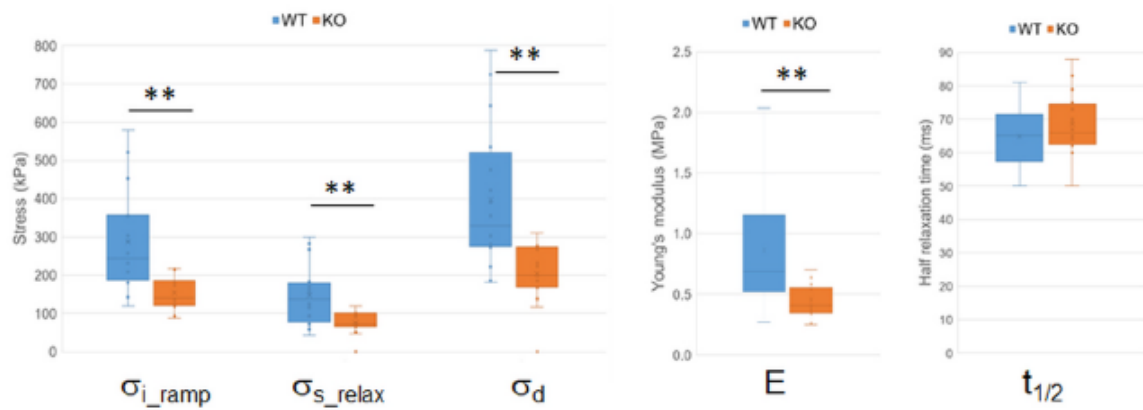 WT KO
800
700
600
500
400
300
200
100
0
Stress (kPa)
**
**
**
σi_ramp
σs_relax
σd
WT KO
2.5
2.0
1.5
1.0
0.5
0.0
Young's modulus (MPa)
**
E
WT KO
90
80
70
60
50
40
30
20
10
0
Half relaxation time (ms)
t1/2